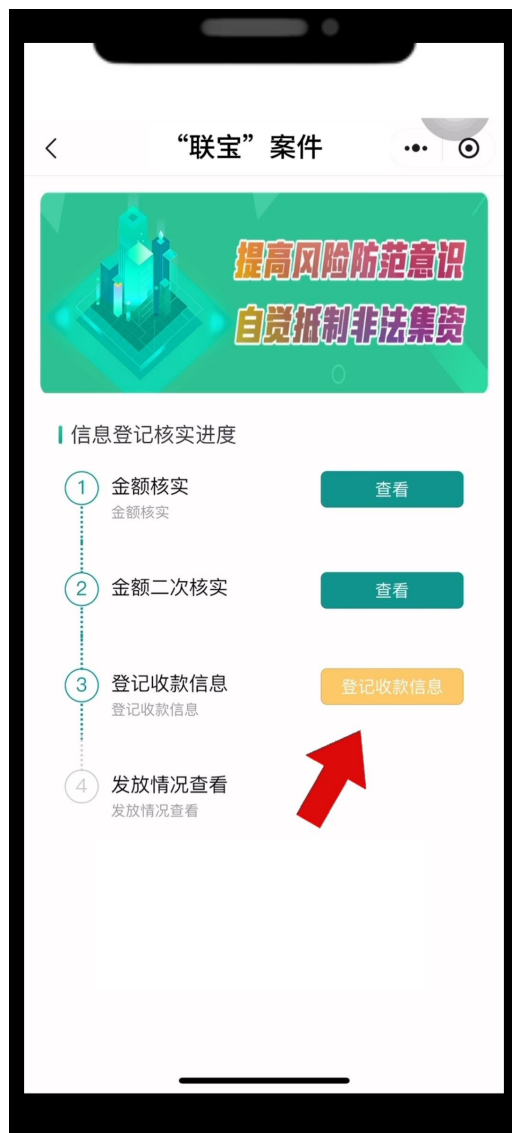 “联宝”案件
提高风险防范意识
自觉抵制非法集资
信息登记核实进度
1 金额核实 查看
金额核实
2 金额二次核实 查看
3 登记收款信息 登记收款信息
登记收款信息
4 发放情况查看
发放情况查看